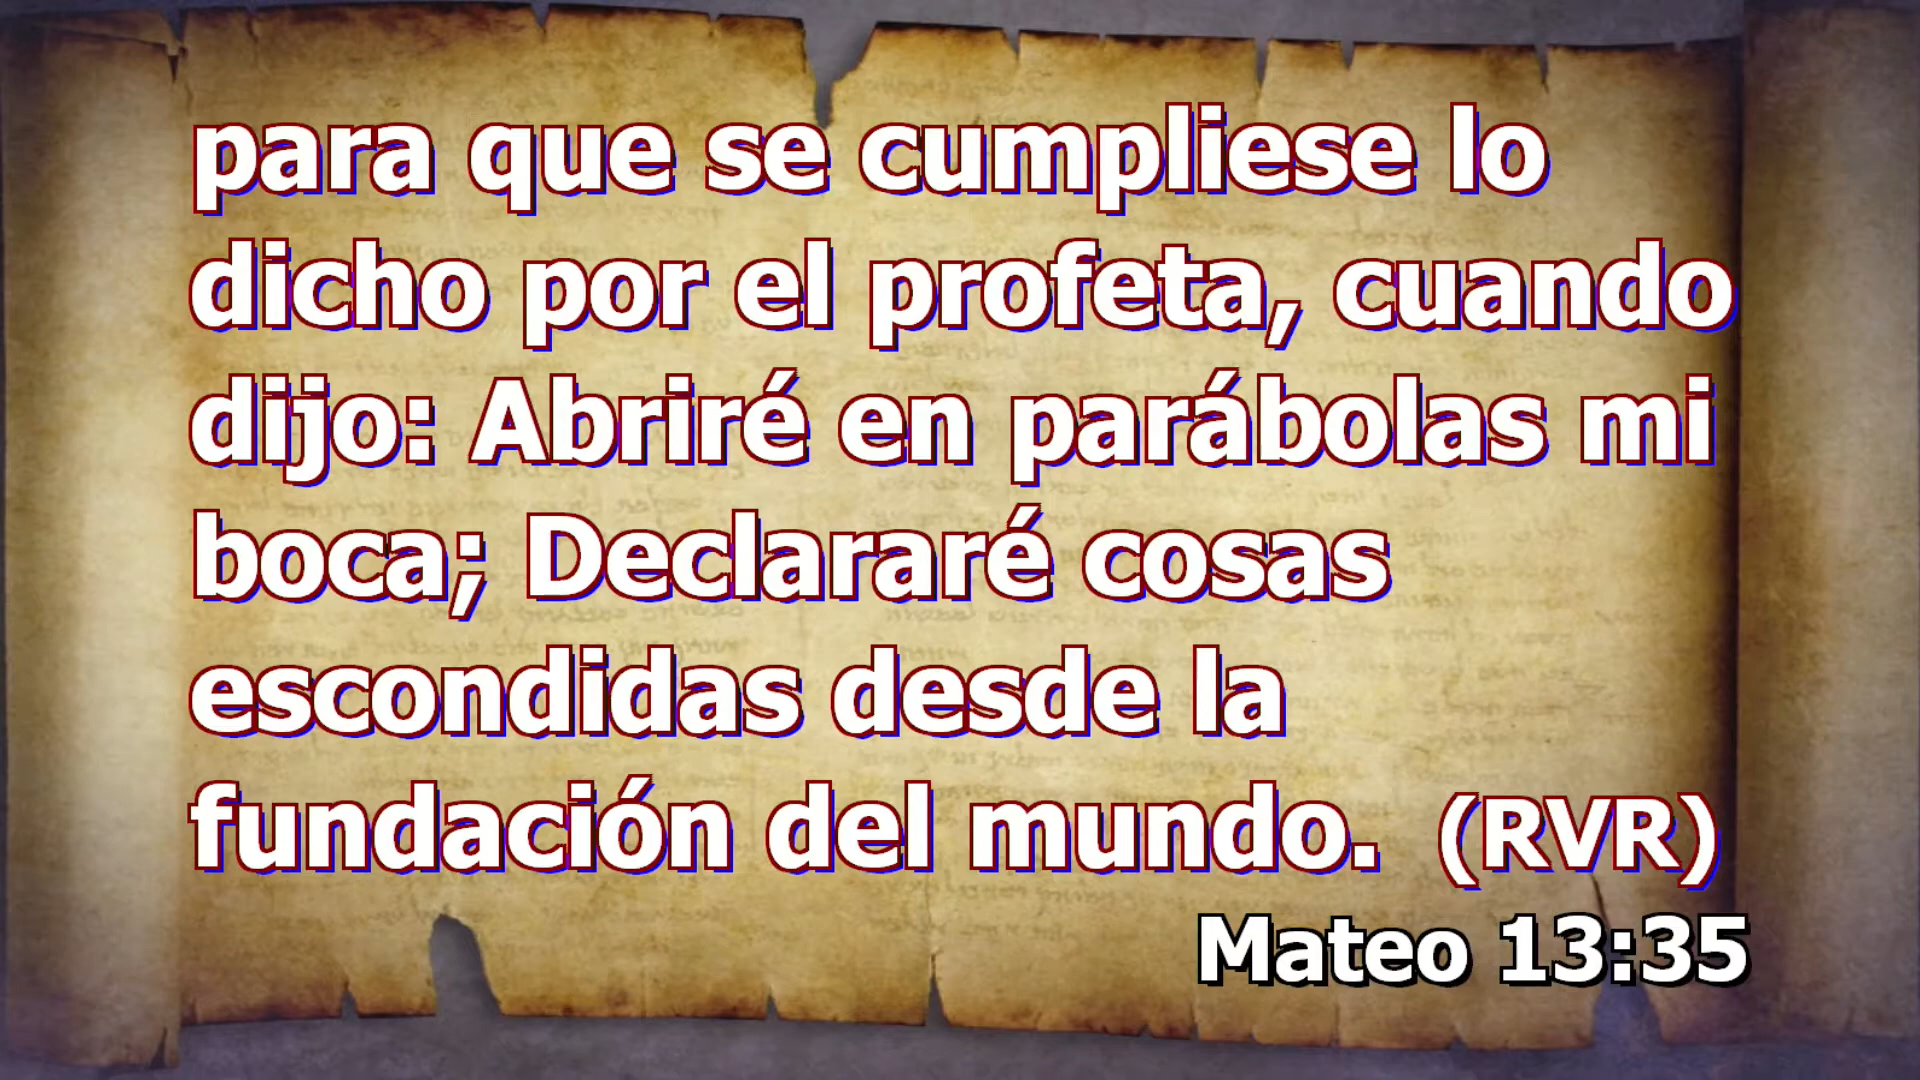 para que se cumpliese lo
dicho por el profeta, cuando
dijo: Abriré en parábolas mi
boca; Declararé cosas
escondidas desde la
fundación del mundo. (RVR)
Mateo 13:35